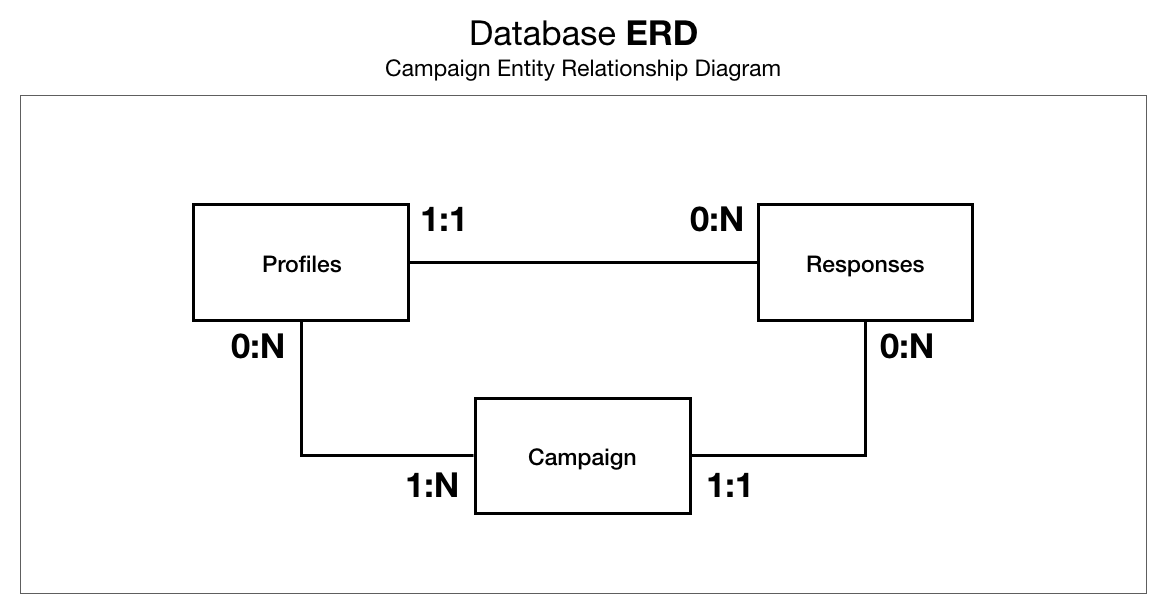 Database ERD
Campaign Entity Relationship Diagram
1:1
0:N
Profiles
Responses
0:N
0:N
Campaign
1:N
1:1